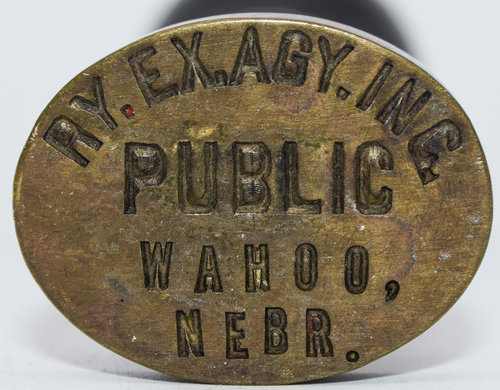 RY. EX. AGY. INC.
PUBLIC
WAHOO,
NEBR.